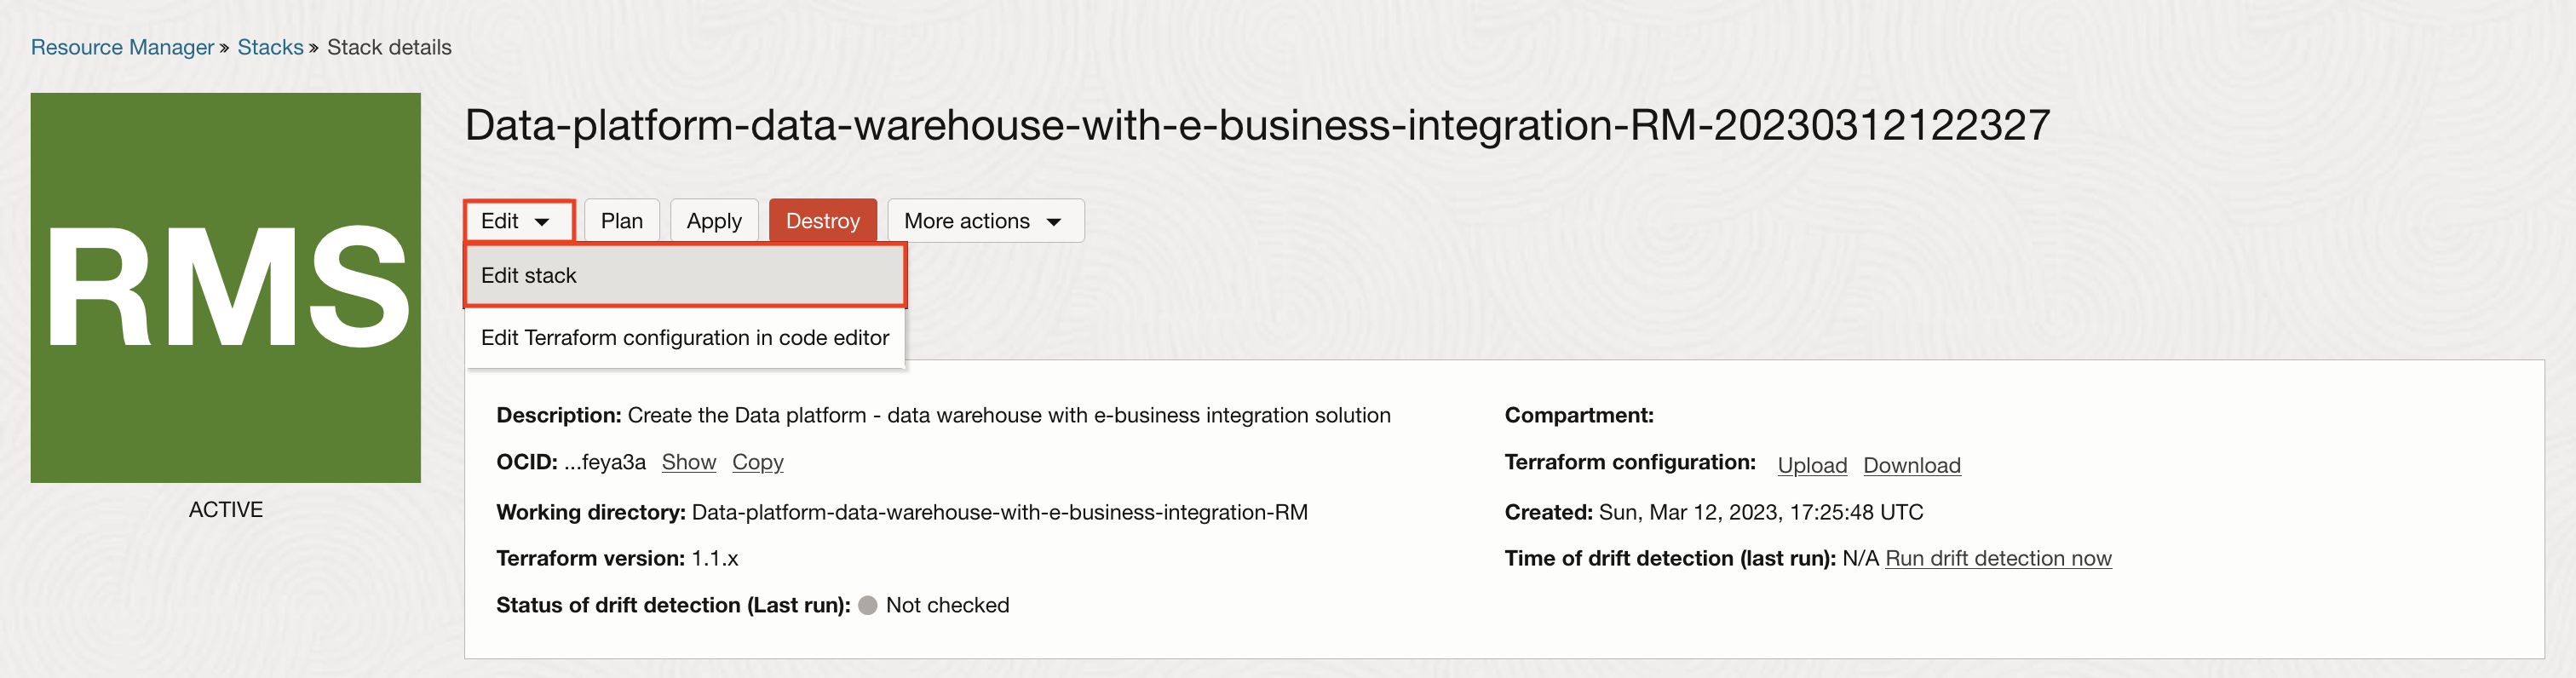 Resource Manager » Stacks » Stack details
RMS
ACTIVE
Data-platform-data-warehouse-with-e-business-integration-RM-20230312122327
Edit Plan Apply Destroy More actions
Edit stack
Edit Terraform configuration in code editor
Description: Create the Data platform - data warehouse with e-business integration solution
OCID: ...feya3a Show Copy
Working directory: Data-platform-data-warehouse-with-e-business-integration-RM
Terraform version: 1.1.x
Status of drift detection (Last run): Not checked
Compartment:
Terraform configuration: Upload Download
Created: Sun, Mar 12, 2023, 17:25:48 UTC
Time of drift detection (last run): N/A Run drift detection now